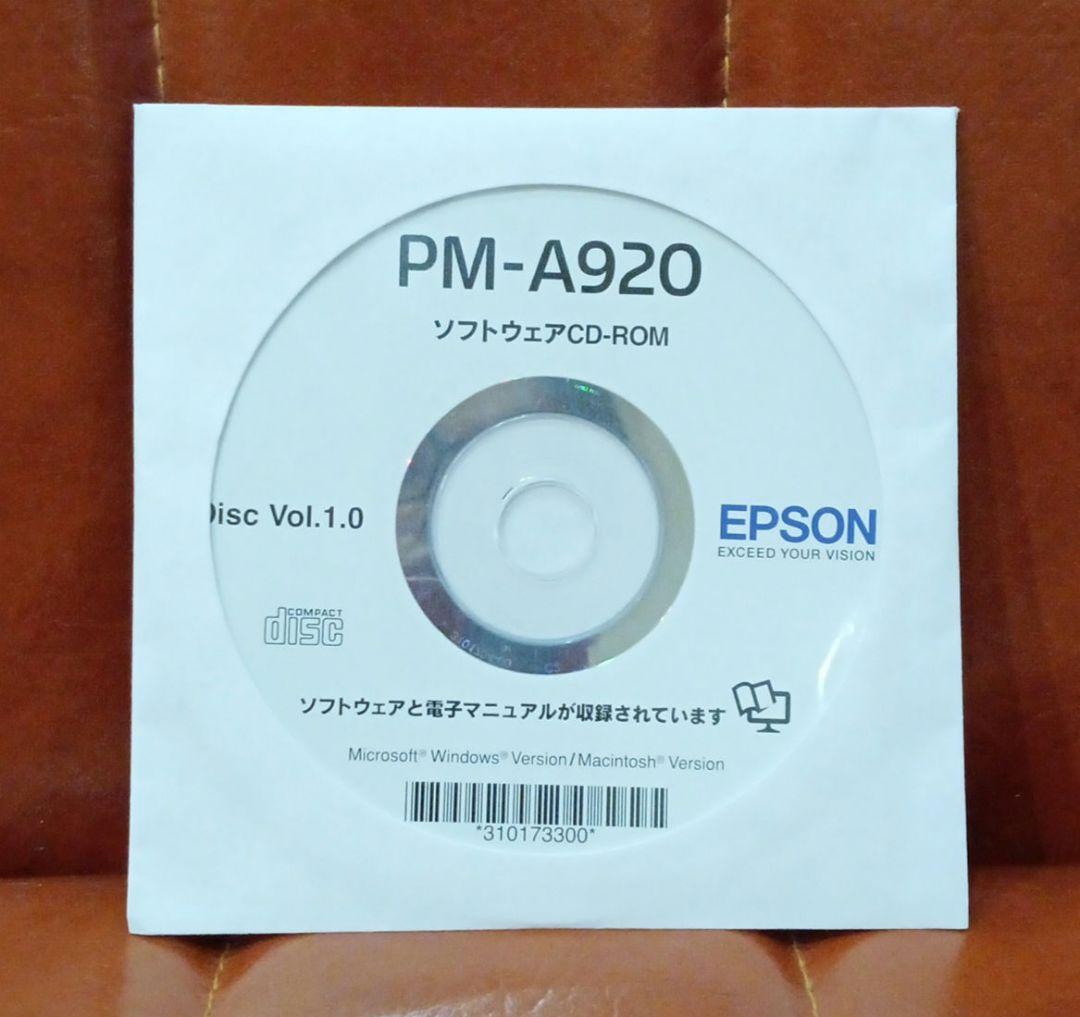 PM-A920
ソフトウェアCD-ROM
Disc Vol.1.0
EPSON
EXCEED YOUR VISION
COMPACT
disc
ソフトウェアと電子マニュアルが収録されています
Microsoft® Windows® Version/Macintosh® Version
*310173300*